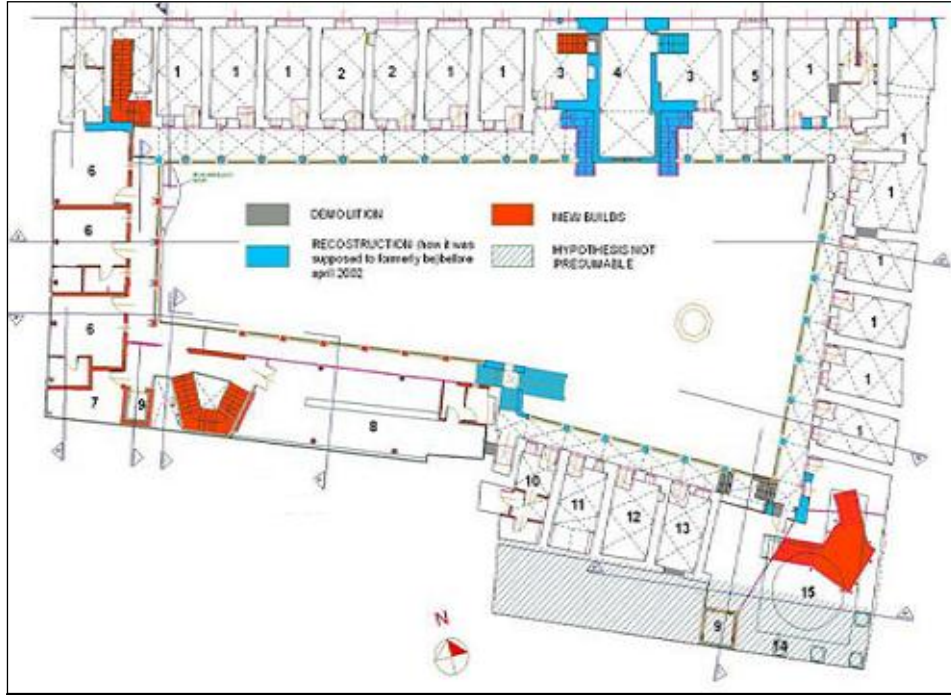 1 1 1 2 2 1 1 3 4 3 5 1
1
6
1
6
DEMOLITION
NEW BUILDS
RECOSTRUCTION (how it was
supposed to formerly be)before
april 2002
HYPOTHESIS NOT
PRESUMABLE
1
1
6
1
1
7 9 8
10 11 12 13
15
9
14
N